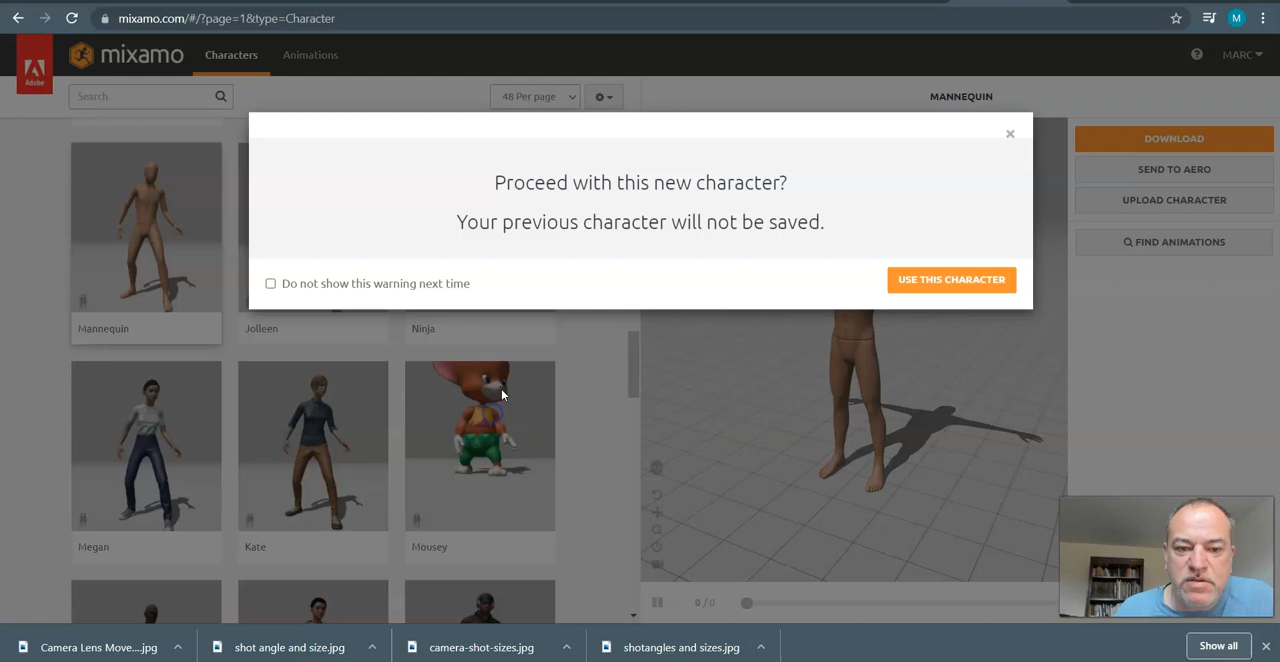 mixamo.com/#/?page=1&type=Character
M
Adobe
mixamo
Characters
Animations
MARC
Search
48 Per page
MANNEQUIN
DOWNLOAD
SEND TO AERO
UPLOAD CHARACTER
FIND ANIMATIONS
×
Proceed with this new character?
Your previous character will not be saved.
Do not show this warning next time
USE THIS CHARACTER
Mannequin
Jolleen
Ninja
Megan
Kate
Mousey
0 / 0
Camera Lens Move....jpg
shot angle and size.jpg
camera-shot-sizes.jpg
shotangles and sizes.jpg
Show all